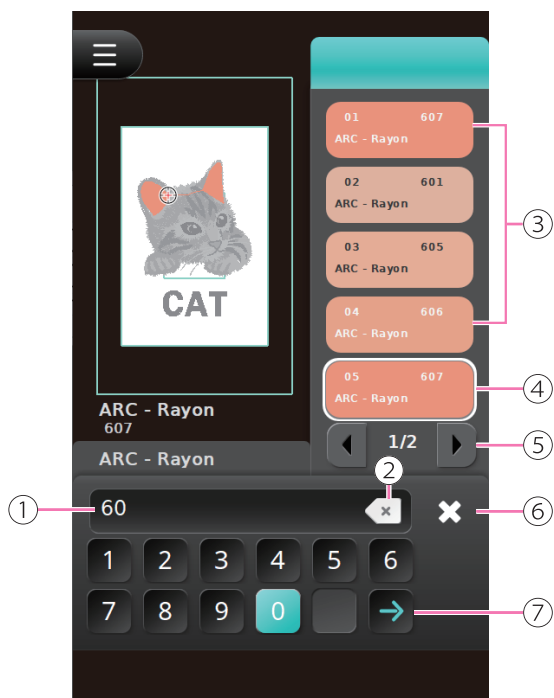 01 607
ARC - Rayon
02 601
ARC - Rayon
03 605
ARC - Rayon
04 606
ARC - Rayon
05 607
ARC - Rayon
CAT
ARC - Rayon
607
ARC - Rayon
1/2
60
1 2 3 4 5 6
7 8 9 0
①
②
③
④
⑤
⑥
⑦